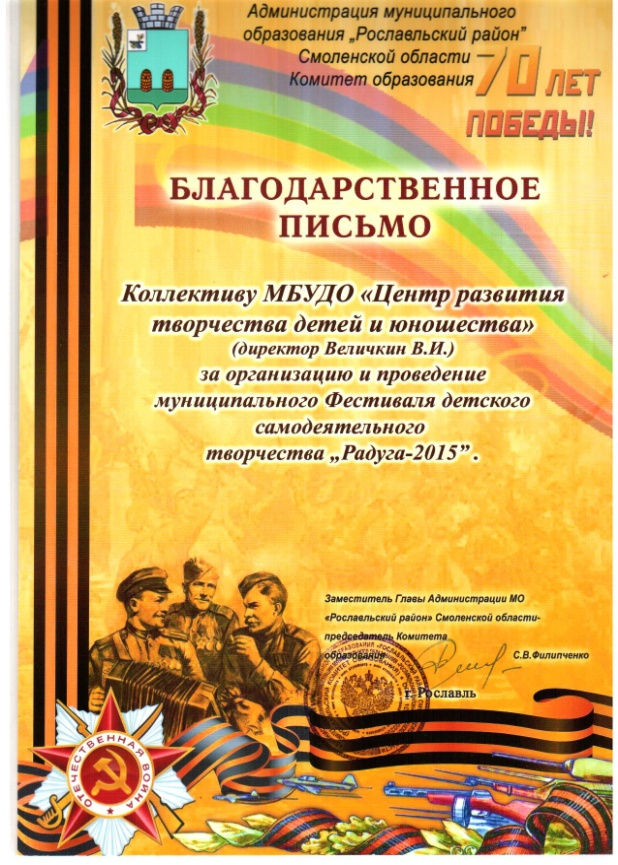 Администрация муниципального
образования „Рославльский район”
Смоленской области
Комитет образования
70 ЛЕТ
ПОБЕДЫ!
БЛАГОДАРСТВЕННОЕ
ПИСЬМО
Коллективу МБУДО «Центр развития
творчества детей и юношества»
(директор Величкин В.И.)
за организацию и проведение
муниципального Фестиваля детского
самодеятельного
творчества „Радуга-2015” .
Заместитель Главы Администрации МО
«Рославльский район» Смоленской области-
председатель Комитета
образования С.В.Филипченко
г. Рославль
ОТЕЧЕСТВЕННАЯ ВОЙНА